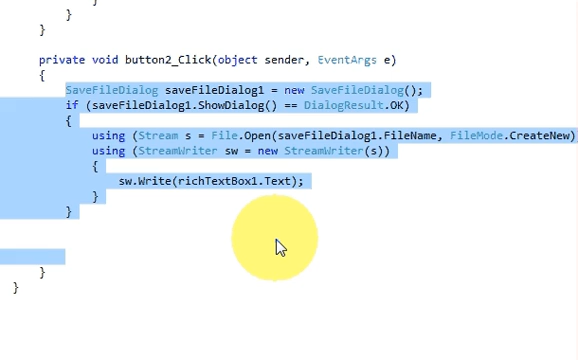 }
}
}
private void button2_Click(object sender, EventArgs e)
{
SaveFileDialog saveFileDialog1 = new SaveFileDialog();
if (saveFileDialog1.ShowDialog() == DialogResult.OK)
{
using (Stream s = File.Open(saveFileDialog1.FileName, FileMode.CreateNew)
using (StreamWriter sw = new StreamWriter(s))
{
sw.Write(richTextBox1.Text);
}
}
}
}